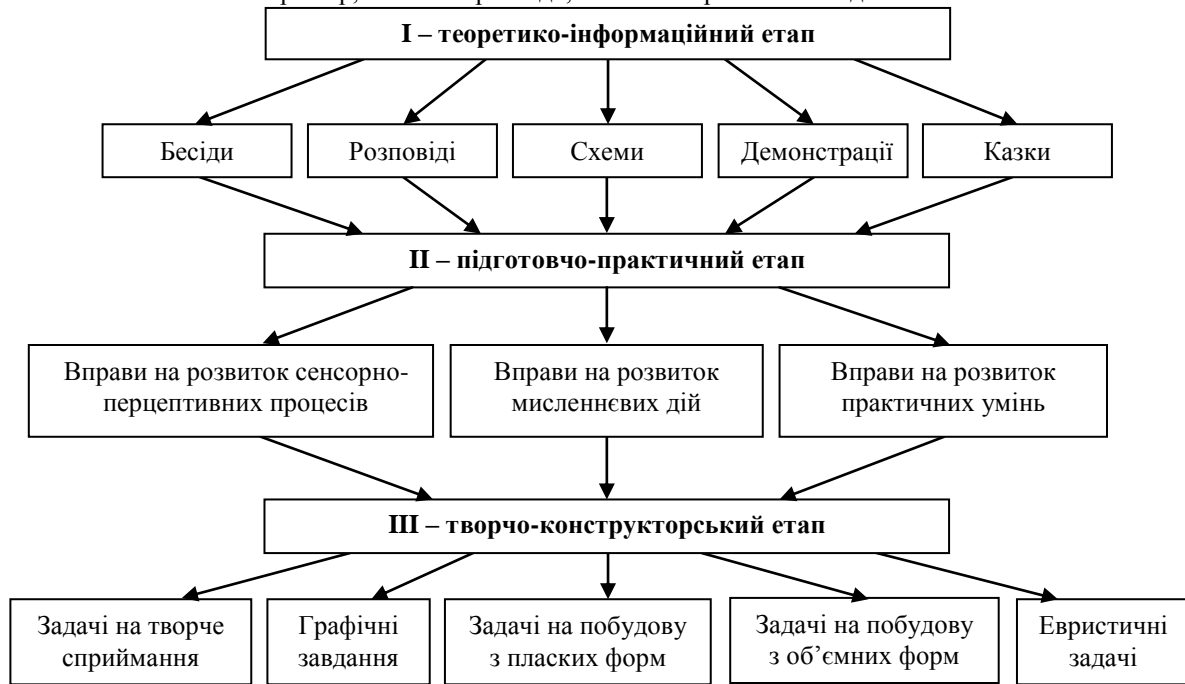 І – теоретико-інформаційний етап
Бесіди
Розповіді
Схеми
Демонстрації
Казки
ІІ – підготовчо-практичний етап
Вправи на розвиток сенсорно-
перцептивних процесів
Вправи на розвиток
мисленнєвих дій
Вправи на розвиток
практичних умінь
ІІІ – творчо-конструкторський етап
Задачі на творче
сприймання
Графічні
завдання
Задачі на побудову
з пласких форм
Задачі на побудову
з об’ємних форм
Евристичні
задачі